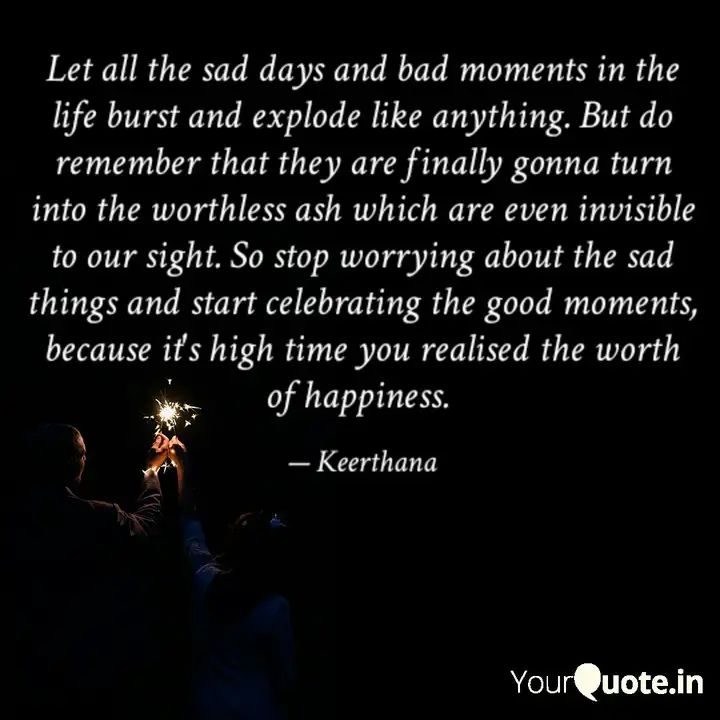 Let all the sad days and bad moments in the
life burst and explode like anything. But do
remember that they are finally gonna turn
into the worthless ash which are even invisible
to our sight. So stop worrying about the sad
things and start celebrating the good moments,
because it's high time you realised the worth
of happiness.
— Keerthana
YourQuote.in